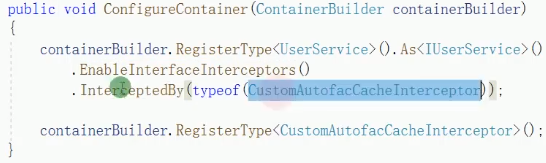 public void ConfigureContainer(ContainerBuilder containerBuilder)
{
containerBuilder.RegisterType<UserService>().As<IUserService>()
.EnableInterfaceInterceptors()
.InterceptedBy(typeof(CustomAutofacCacheInterceptor));
containerBuilder.RegisterType<CustomAutofacCacheInterceptor>();
}